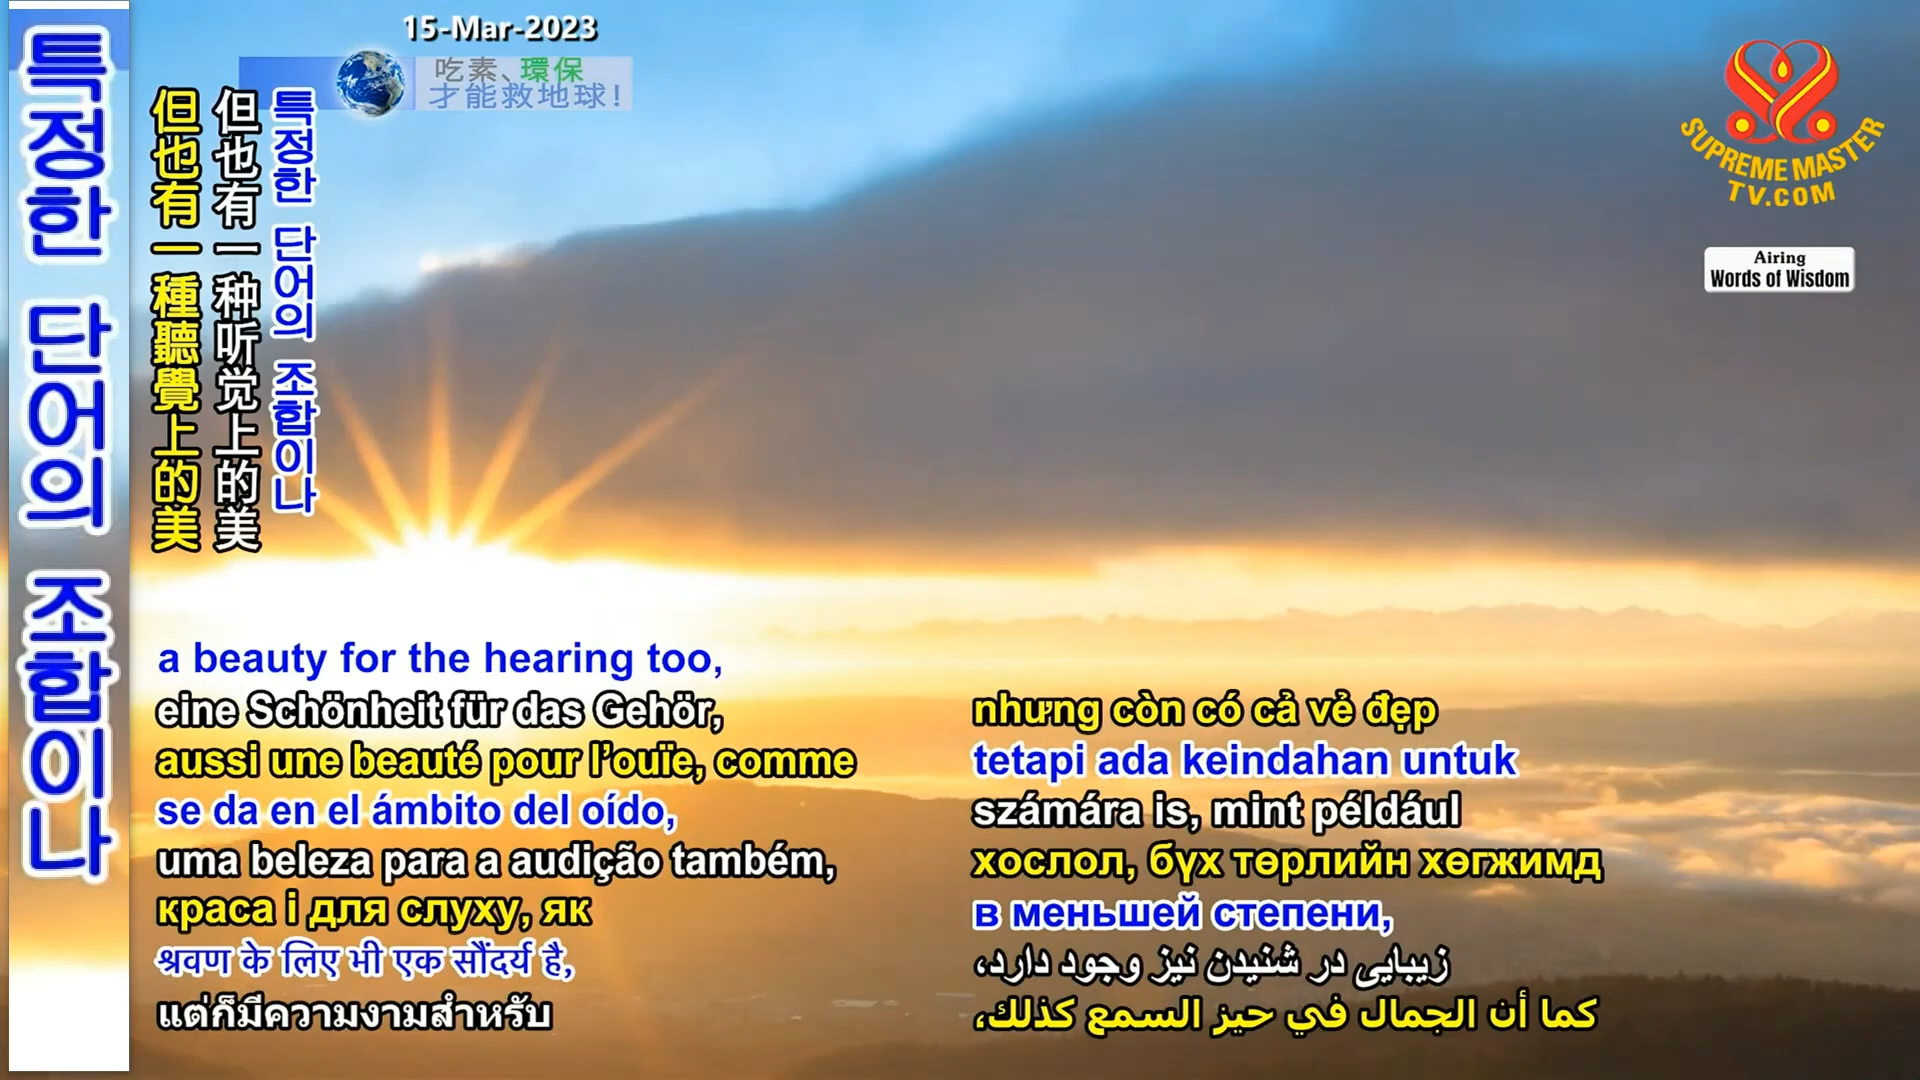 특정한 단어의 조합이나
15-Mar-2023
吃素、環保
才能救地球!
但也有一種聽覺上的美
但也有一种听觉上的美
특정한 단어의 조합이나
SUPREME MASTER
TV.COM
Airing
Words of Wisdom
a beauty for the hearing too,
eine Schönheit für das Gehör,
aussi une beauté pour l’ouïe, comme
se da en el ámbito del oído,
uma beleza para a audição também,
краса і для слуху, як
श्रवण के लिए भी एक सौंदर्य है,
แต่ก็มีความงามสำหรับ
nhưng còn có cả vẻ đẹp
tetapi ada keindahan untuk
számára is, mint például
хослол, бүх төрлийн хөгжимд
в меньшей степени,
زیبایی در شنیدن نیز وجود دارد،
كما أن الجمال في حيز السمع كذلك،